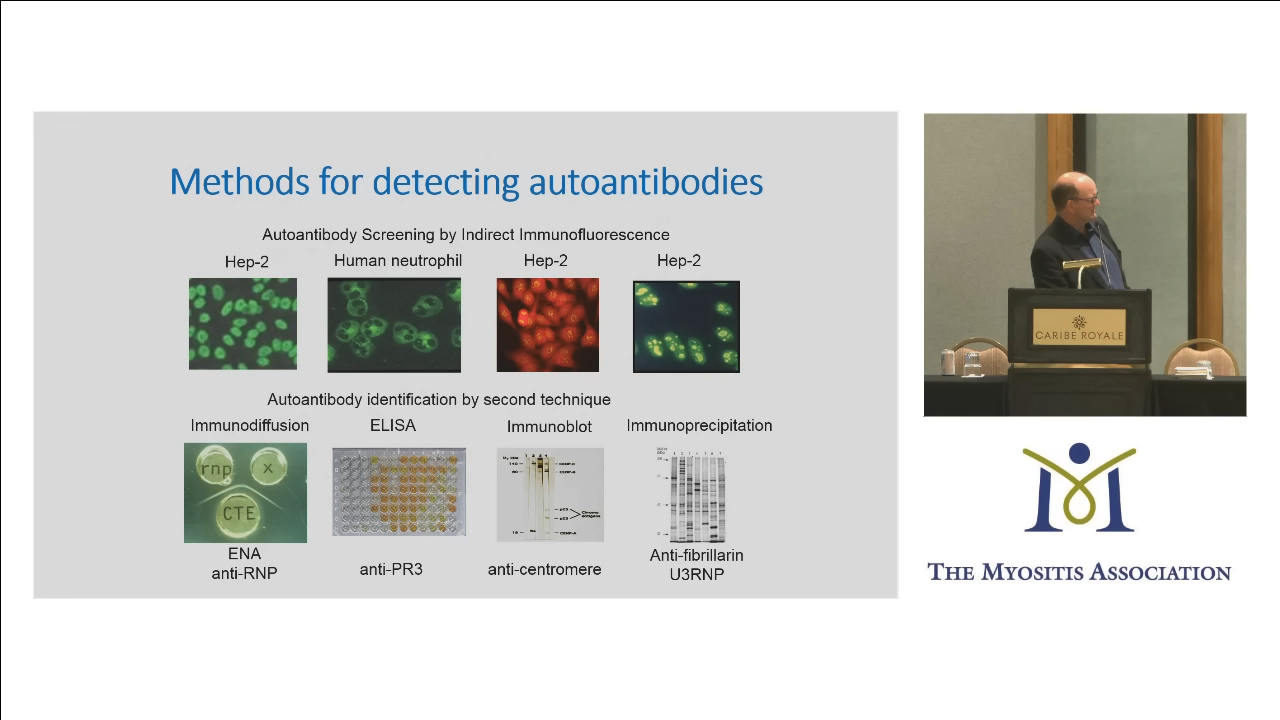 Methods for detecting autoantibodies
Autoantibody Screening by Indirect Immunofluorescence
Hep-2 Human neutrophil Hep-2 Hep-2
Autoantibody identification by second technique
Immunodiffusion ELISA Immunoblot Immunoprecipitation
rnp x
CTE
CENP-A
ENA
anti-RNP
anti-PR3
anti-centromere
Anti-fibrillarin
U3RNP
CARIBE ROYALE
THE MYOSITIS ASSOCIATION